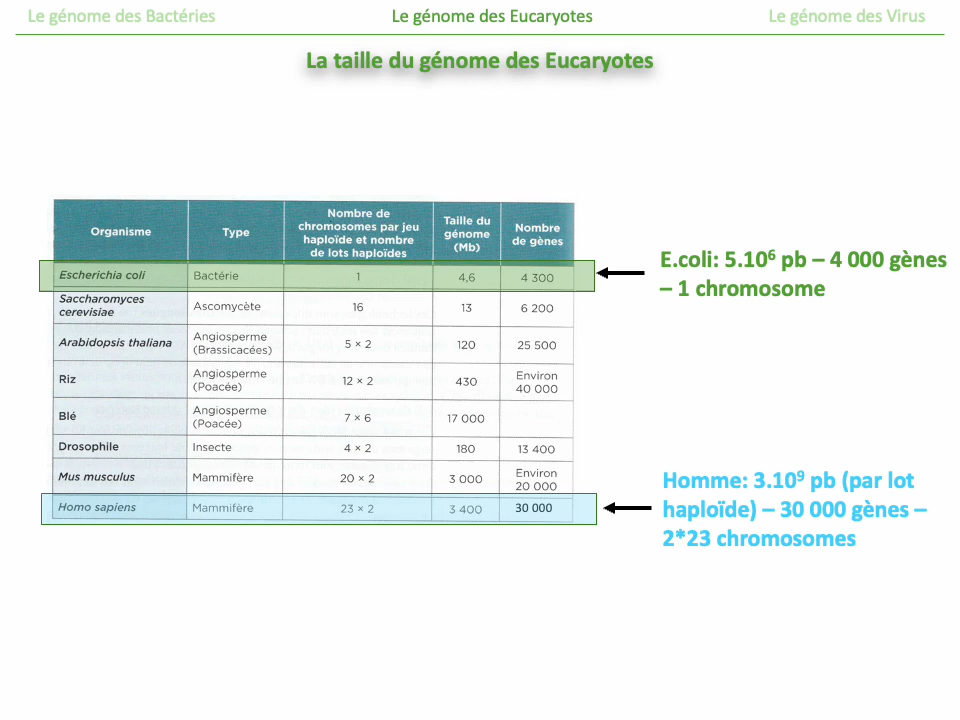 Le génome des Bactéries
Le génome des Eucaryotes
Le génome des Virus
La taille du génome des Eucaryotes
Organisme
Type
Nombre de
chromosomes par jeu
haploïde et nombre
de lots haploïdes
Taille du
génome
(Mb)
Nombre
de gènes
Escherichia coli
Bactérie
1
4,6
4 300
Saccharomyces
cerevisiae
Ascomycète
16
13
6 200
Arabidopsis thaliana
Angiosperme
(Brassicacées)
5 × 2
120
25 500
Riz
Angiosperme
(Poacée)
12 × 2
430
Environ
40 000
Blé
Angiosperme
(Poacée)
7 × 6
17 000
Drosophile
Insecte
4 × 2
180
13 400
Mus musculus
Mammifère
20 × 2
3 000
Environ
20 000
Homo sapiens
Mammifère
23 × 2
3 400
30 000
E.coli: 5.10⁶ pb – 4 000 gènes
– 1 chromosome
Homme: 3.10⁹ pb (par lot
haploïde) – 30 000 gènes –
2*23 chromosomes